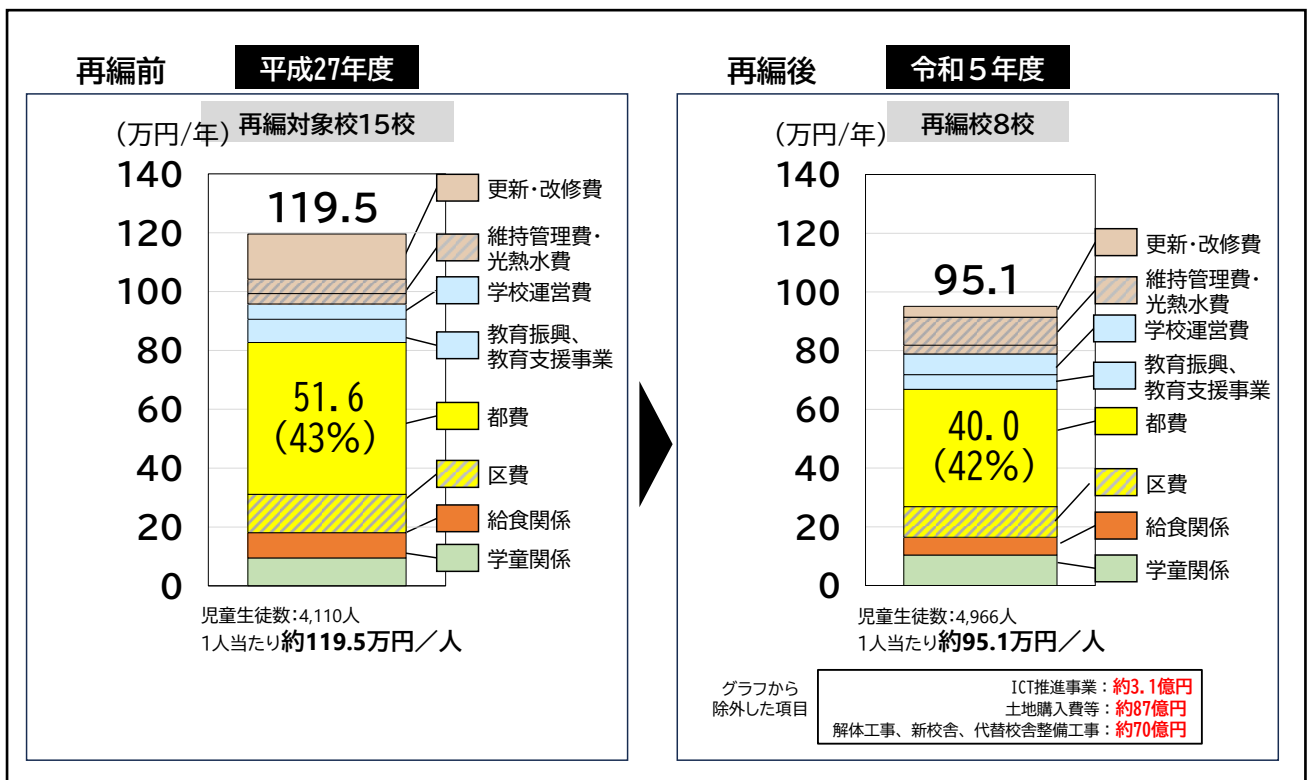 再編前
平成27年度
再編対象校15校
(万円/年)
140
120
100
80
60
40
20
0
119.5
51.6
(43%)
更新・改修費
維持管理費・
光熱水費
学校運営費
教育振興、
教育支援事業
都費
区費
給食関係
学童関係
児童生徒数:4,110人
1人当たり約119.5万円／人
再編後
令和５年度
再編校8校
(万円/年)
140
120
100
80
60
40
20
0
95.1
40.0
(42%)
更新・改修費
維持管理費・
光熱水費
学校運営費
教育振興、
教育支援事業
都費
区費
給食関係
学童関係
児童生徒数:4,966人
1人当たり約95.1万円／人
グラフから
除外した項目
ICT推進事業：約3.1億円
土地購入費等：約87億円
解体工事、新校舎、代替校舎整備工事：約70億円